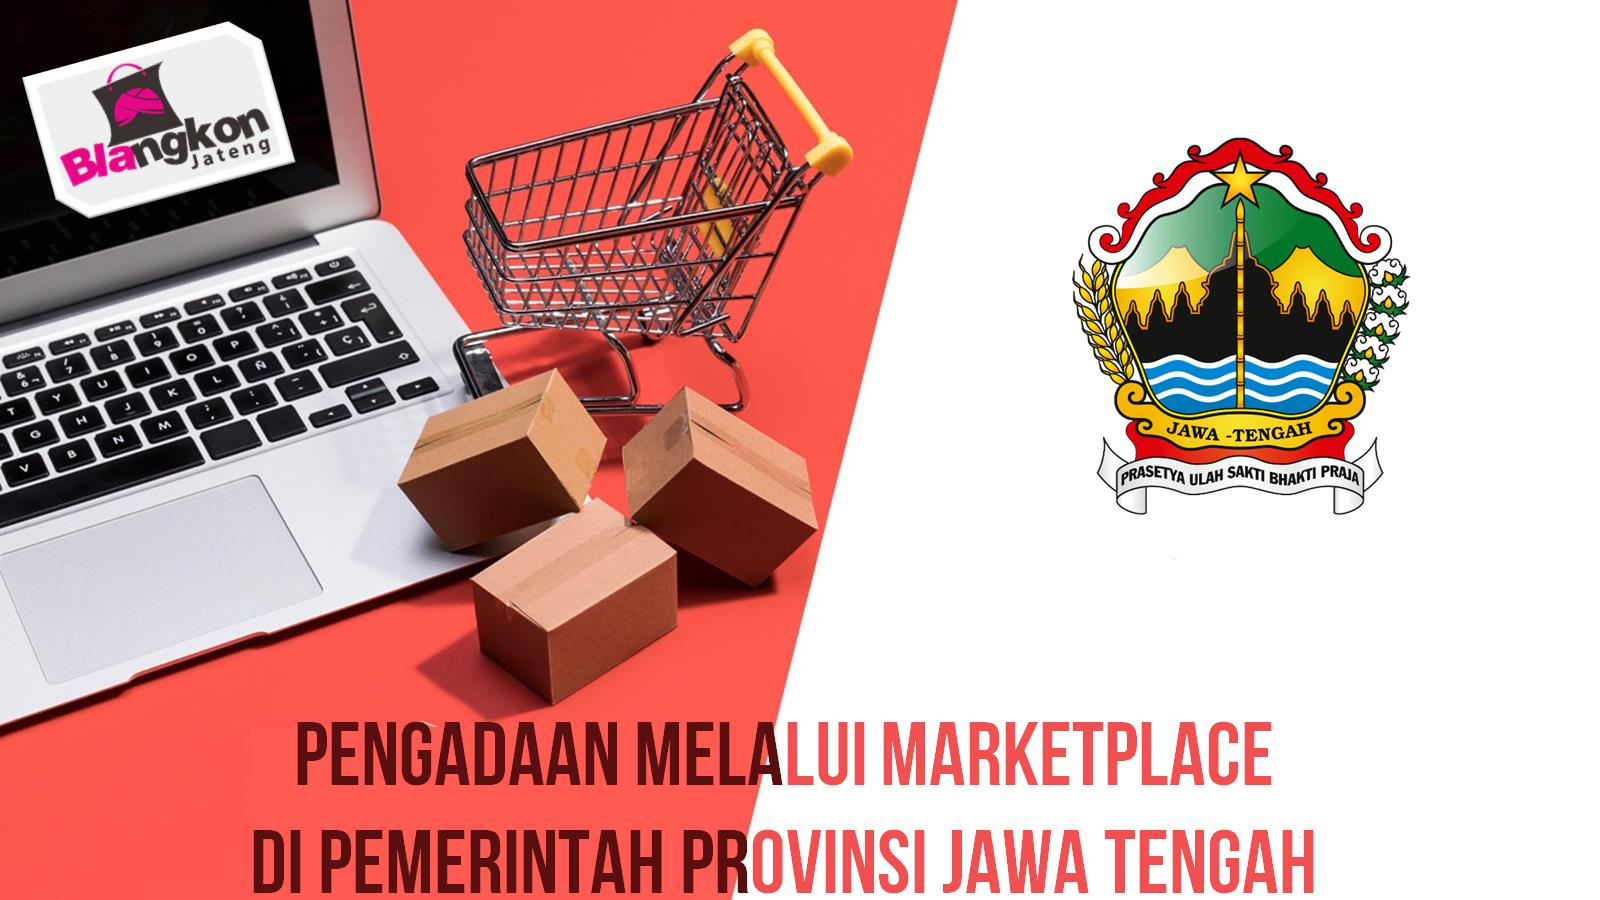 Blangkon
Jateng
JAWA - TENGAH
PRASETYA ULAH SAKTI BHAKTI PRAJA
PENGADAAN MELALUI MARKETPLACE
DI PEMERINTAH PROVINSI JAWA TENGAH